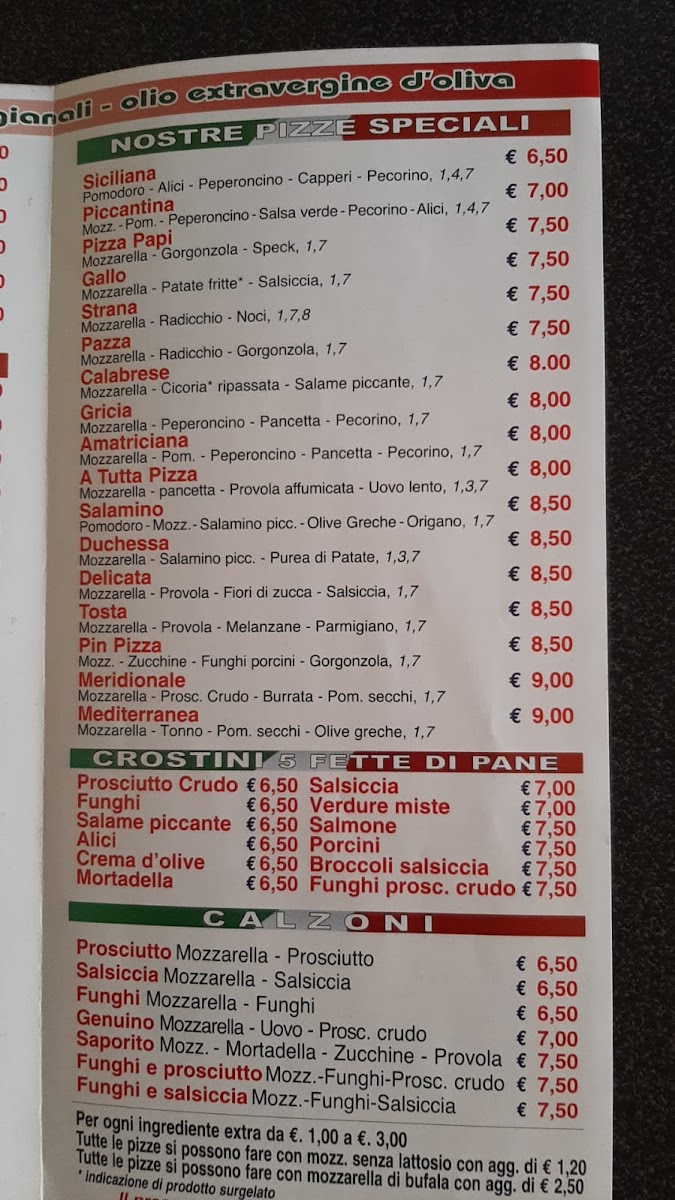 gianali - olio extravergine d'oliva
NOSTRE PIZZE SPECIALI
Siciliana € 6,50
Pomodoro - Alici - Peperoncino - Capperi - Pecorino, 1,4,7
Piccantina € 7,00
Mozz. - Pom. - Peperoncino - Salsa verde - Pecorino - Alici, 1,4,7
Pizza Papi € 7,50
Mozzarella - Gorgonzola - Speck, 1,7
Gallo € 7,50
Mozzarella - Patate fritte* - Salsiccia, 1,7
Strana € 7,50
Mozzarella - Radicchio - Noci, 1,7,8
Pazza € 7,50
Mozzarella - Radicchio - Gorgonzola, 1,7
Calabrese € 8.00
Mozzarella - Cicoria* ripassata - Salame piccante, 1,7
Gricia € 8,00
Mozzarella - Peperoncino - Pancetta - Pecorino, 1,7
Amatriciana € 8,00
Mozzarella - Pom. - Peperoncino - Pancetta - Pecorino, 1,7
A Tutta Pizza € 8,00
Mozzarella - pancetta - Provola affumicata - Uovo lento, 1,3,7
Salamino € 8,50
Pomodoro - Mozz.- Salamino picc. - Olive Greche - Origano, 1,7
Duchessa € 8,50
Mozzarella - Salamino picc. - Purea di Patate, 1,3,7
Delicata € 8,50
Mozzarella - Provola - Fiori di zucca - Salsiccia, 1,7
Tosta € 8,50
Mozzarella - Provola - Melanzane - Parmigiano, 1,7
Pin Pizza € 8,50
Mozz. - Zucchine - Funghi porcini - Gorgonzola, 1,7
Meridionale € 9,00
Mozzarella - Prosc. Crudo - Burrata - Pom. secchi, 1,7
Mediterranea € 9,00
Mozzarella - Tonno - Pom. secchi - Olive greche, 1,7
CROSTINI 5 FETTE DI PANE
Prosciutto Crudo € 6,50 Salsiccia € 7,00
Funghi € 6,50 Verdure miste € 7,00
Salame piccante € 6,50 Salmone € 7,50
Alici € 6,50 Porcini € 7,50
Crema d'olive € 6,50 Broccoli salsiccia € 7,50
Mortadella € 6,50 Funghi prosc. crudo € 7,50
CALZONI
Prosciutto Mozzarella - Prosciutto € 6,50
Salsiccia Mozzarella - Salsiccia € 6,50
Funghi Mozzarella - Funghi € 6,50
Genuino Mozzarella - Uovo - Prosc. crudo € 7,00
Saporito Mozz. - Mortadella - Zucchine - Provola € 7,50
Funghi e prosciutto Mozz.-Funghi-Prosc. crudo € 7,50
Funghi e salsiccia Mozz.-Funghi-Salsiccia € 7,50
Per ogni ingrediente extra da €. 1,00 a €. 3,00
Tutte le pizze si possono fare con mozz. senza lattosio con agg. di € 1,20
Tutte le pizze si possono fare con mozzarella di bufala con agg. di € 2,50
* indicazione di prodotto surgelato